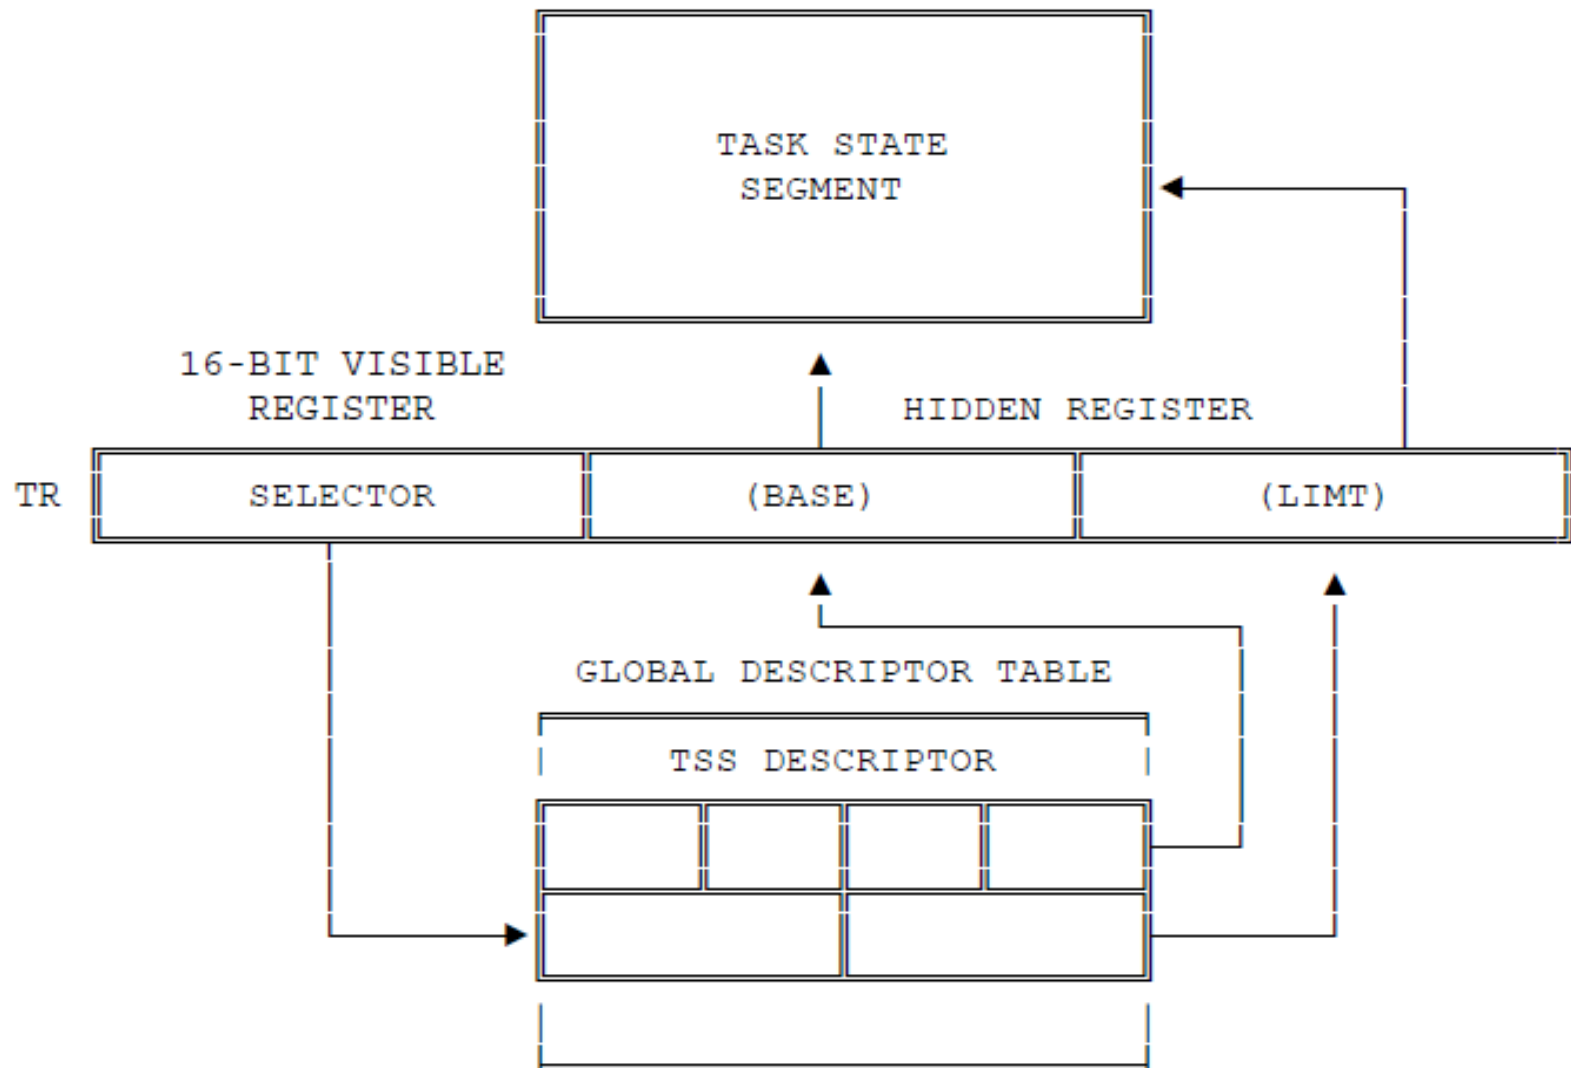 TASK STATE
SEGMENT
16-BIT VISIBLE
REGISTER
HIDDEN REGISTER
TR
SELECTOR
(BASE)
(LIMT)
GLOBAL DESCRIPTOR TABLE
TSS DESCRIPTOR